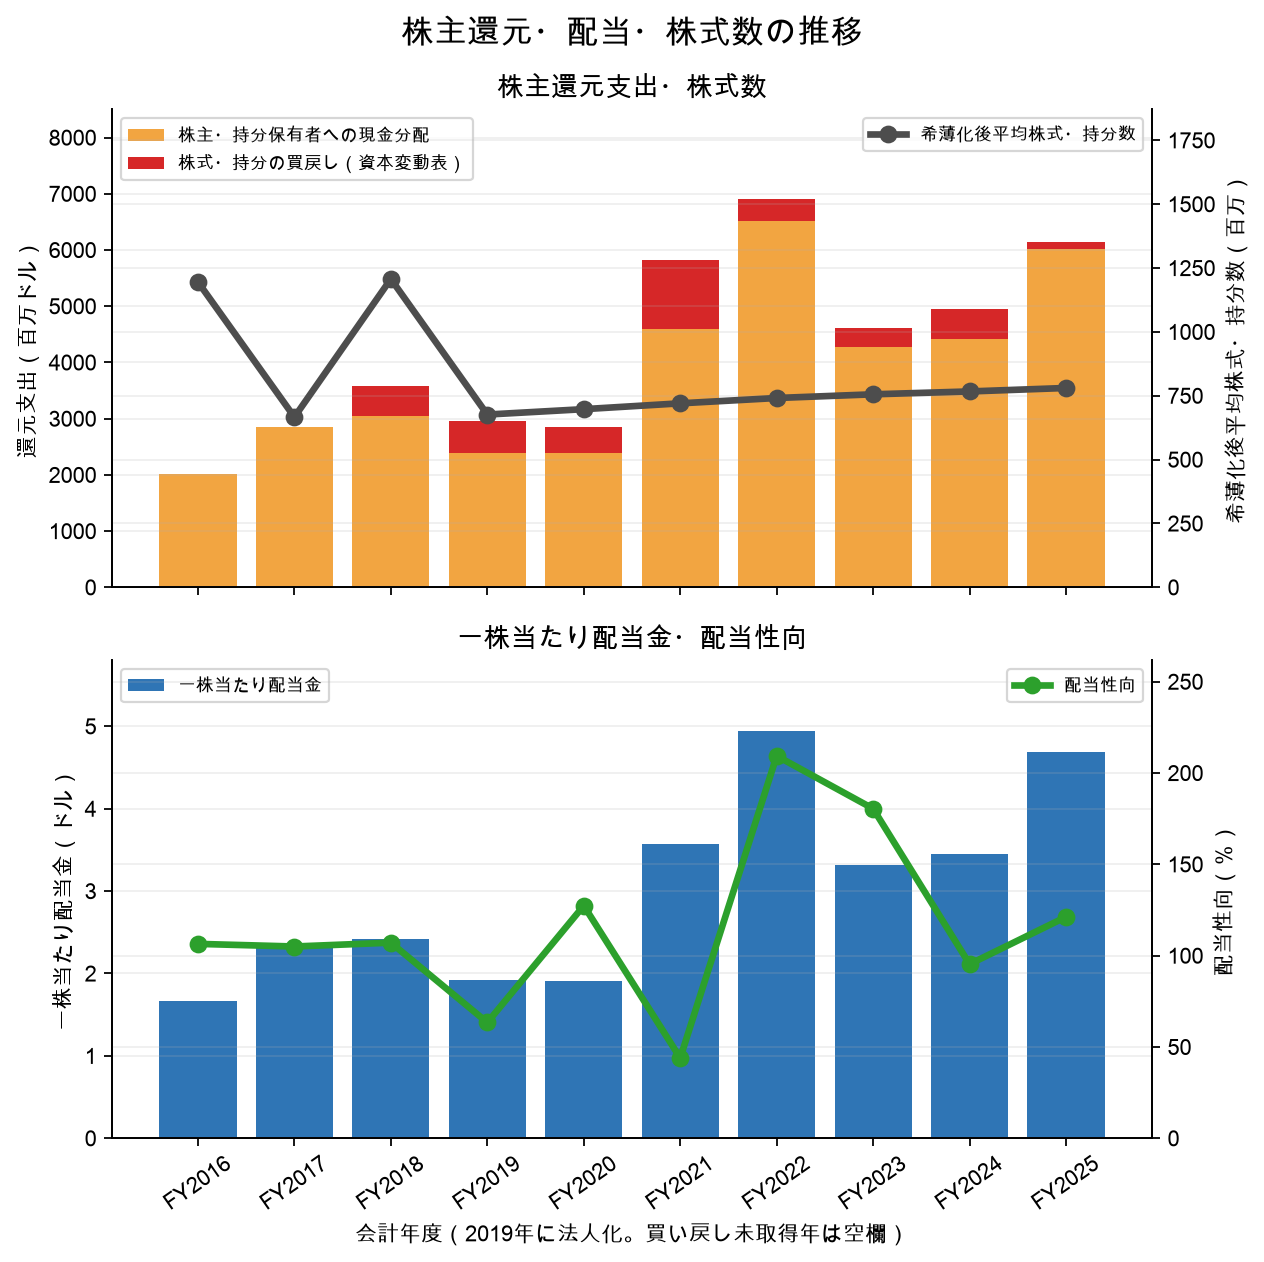 株主還元・配当・株式数の推移
株主還元支出・株式数
株主・持分保有者への現金分配
株式・持分の買戻し(資本変動表)
希薄化後平均株式・持分数
還元支出(百万ドル)
8000
7000
6000
5000
4000
3000
2000
1000
0
1750
1500
1250
1000
750
500
250
0
希薄化後平均株式・持分数(百万)
一株当たり配当金・配当性向
一株当たり配当金
配当性向
一株当たり配当金(ドル)
5
4
3
2
1
0
250
200
150
100
50
0
配当性向(%)
FY2016
FY2017
FY2018
FY2019
FY2020
FY2021
FY2022
FY2023
FY2024
FY2025
会計年度(2019年に法人化。買い戻し未取得年は空欄)